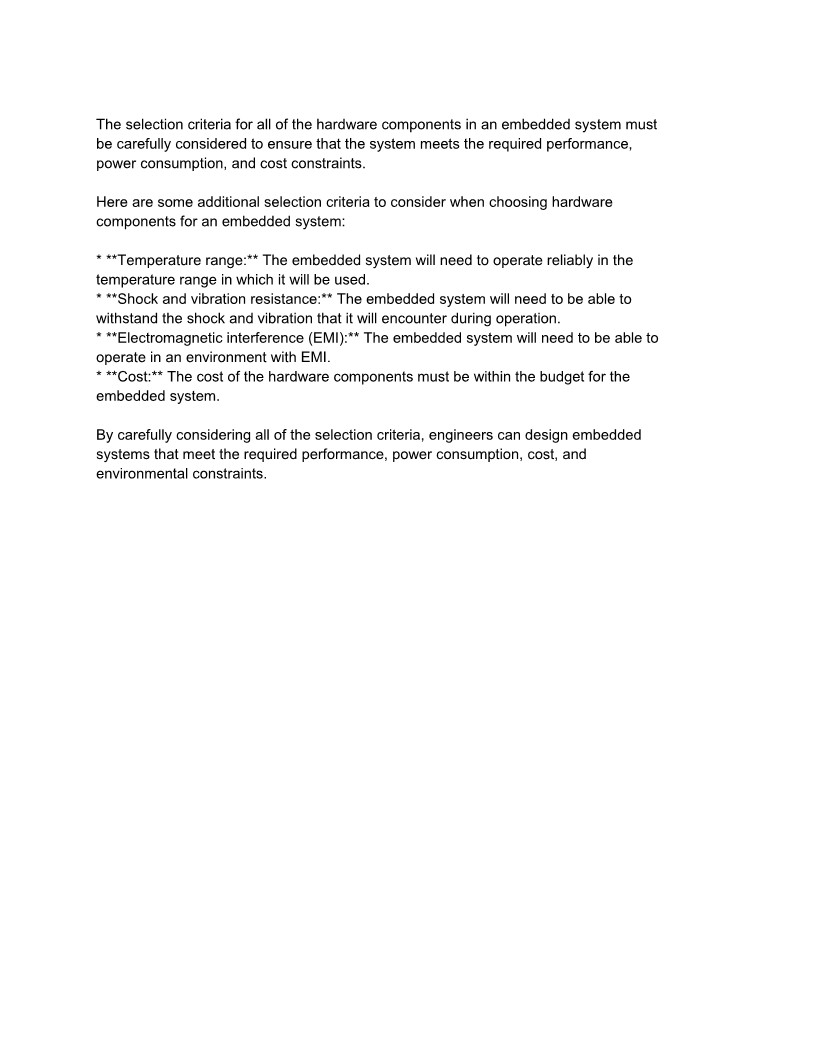 The selection criteria for all of the hardware components in an embedded system must
be carefully considered to ensure that the system meets the required performance,
power consumption, and cost constraints.
Here are some additional selection criteria to consider when choosing hardware
components for an embedded system:
* **Temperature range:** The embedded system will need to operate reliably in the
temperature range in which it will be used.
* **Shock and vibration resistance:** The embedded system will need to be able to
withstand the shock and vibration that it will encounter during operation.
* **Electromagnetic interference (EMI):** The embedded system will need to be able to
operate in an environment with EMI.
* **Cost:** The cost of the hardware components must be within the budget for the
embedded system.
By carefully considering all of the selection criteria, engineers can design embedded
systems that meet the required performance, power consumption, cost, and
environmental constraints.